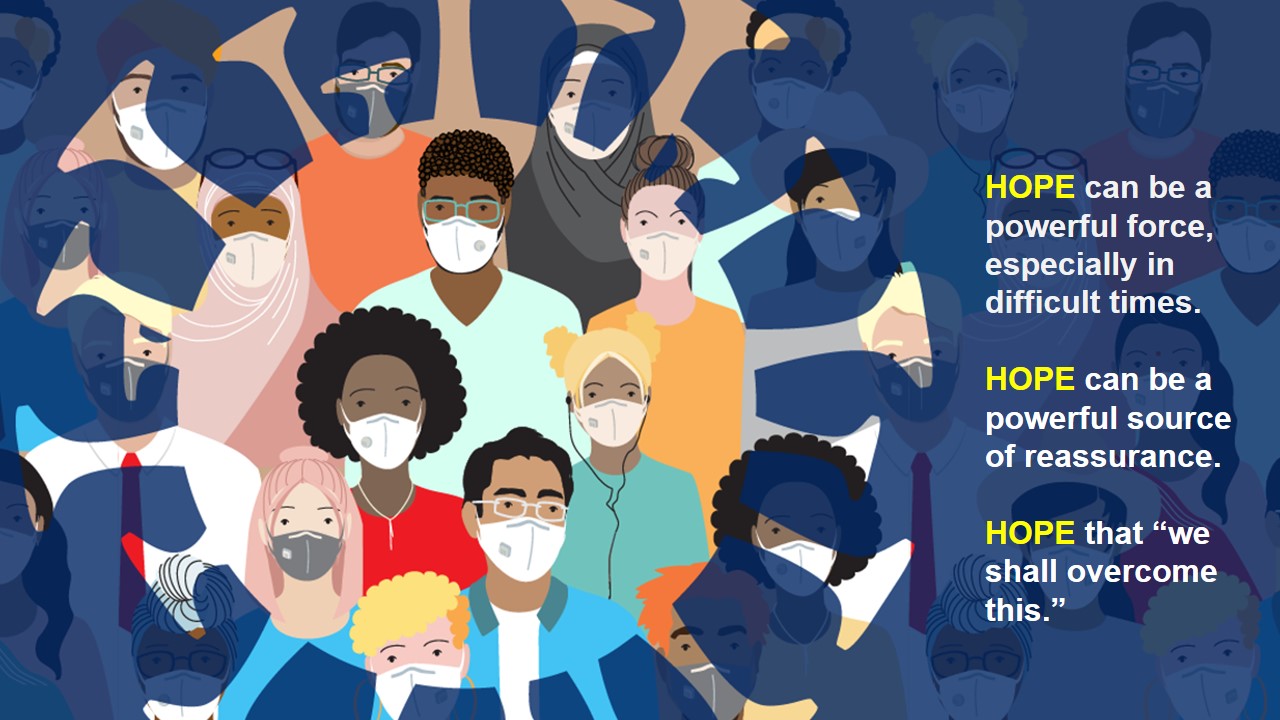 HOPE can be a
powerful force,
especially in
difficult times.
HOPE can be a
powerful source
of reassurance.
HOPE that “we
shall overcome
this.”